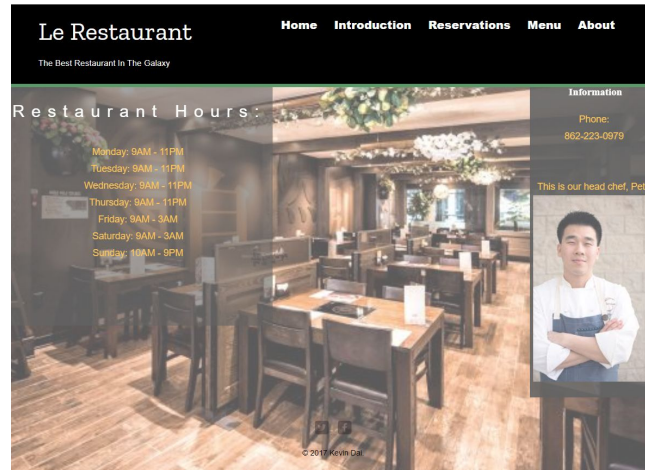 Le Restaurant
Home Introduction Reservations Menu About
The Best Restaurant In The Galaxy
Restaurant Hours:
Monday: 9AM - 11PM
Tuesday: 9AM - 11PM
Wednesday: 9AM - 11PM
Thursday: 9AM - 11PM
Friday: 9AM - 3AM
Saturday: 9AM - 3AM
Sunday: 10AM - 9PM
Information
Phone:
862-223-0979
This is our head chef, Pet
© 2017 Kevin Dai